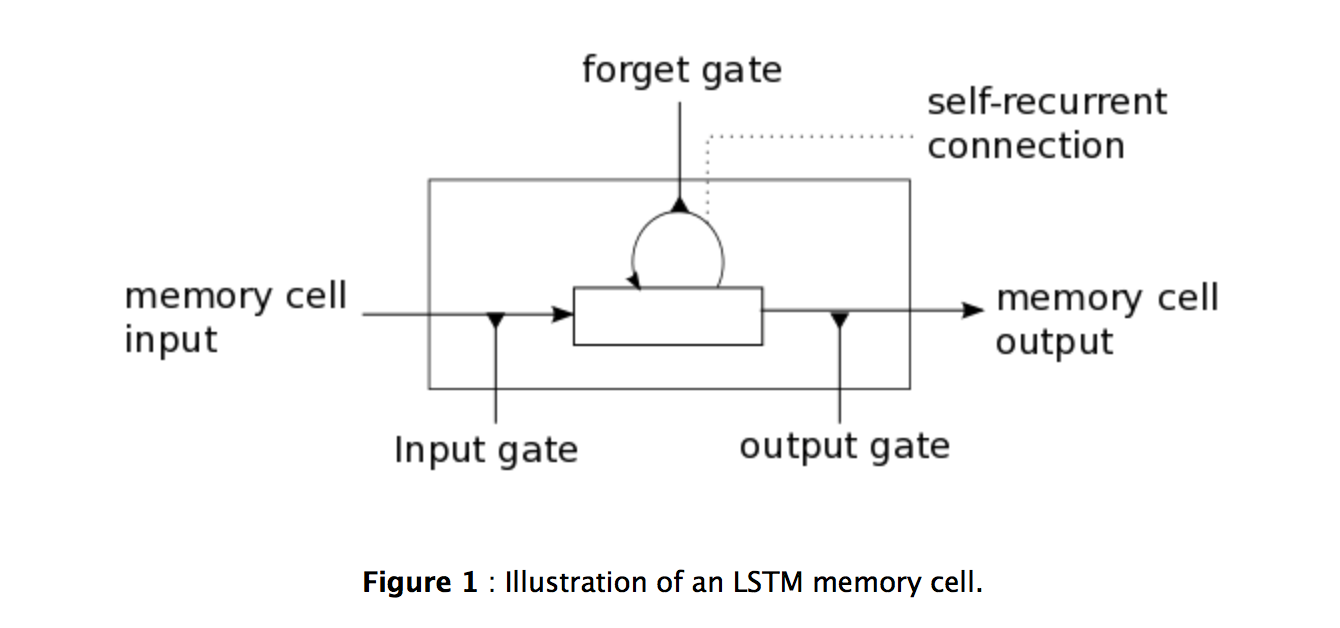 forget gate
self-recurrent
connection
memory cell
input
memory cell
output
Input gate
output gate
Figure 1 : Illustration of an LSTM memory cell.